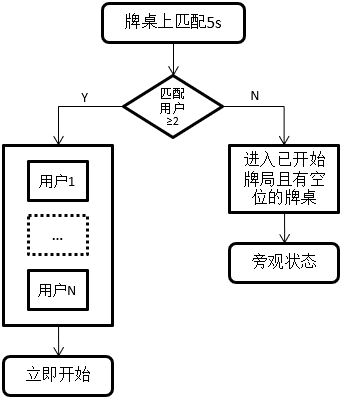 牌桌上匹配5s
匹配
用户
≥2
Y
N
用户1
...
用户N
立即开始
进入已开始
牌局且有空
位的牌桌
旁观状态